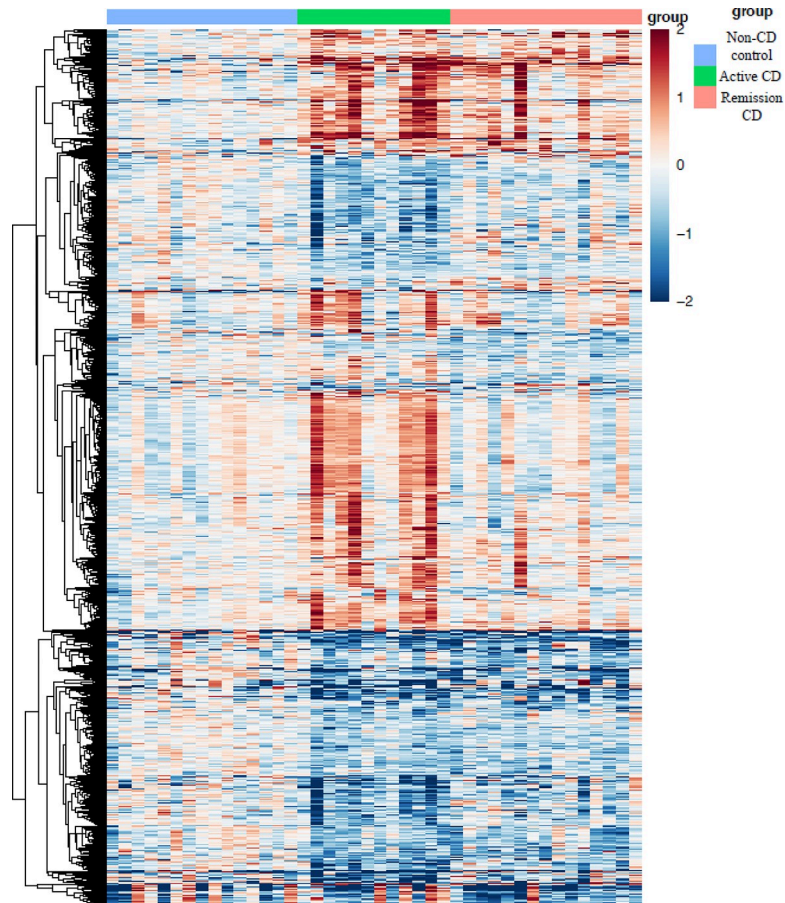 group
2
1
0
−1
−2
group
Non-CD
control
Active CD
Remission
CD